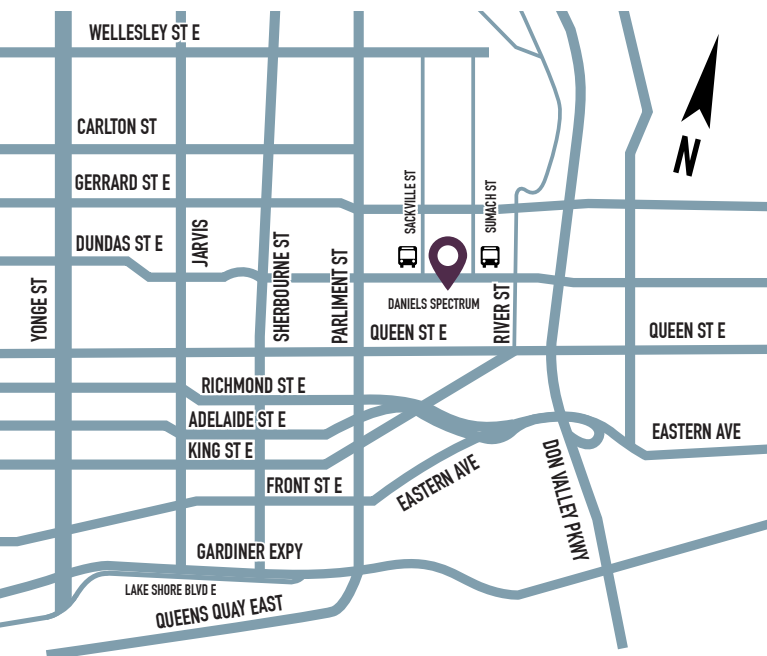 WELLESLEY ST E
CARLTON ST
GERRARD ST E
SACKVILLE ST
SUMACH ST
DUNDAS ST E
JARVIS
SHERBOURNE ST
PARLIMENT ST
YONGE ST
DANIELS SPECTRUM
RIVER ST
QUEEN ST E
QUEEN ST E
RICHMOND ST E
ADELAIDE ST E
KING ST E
EASTERN AVE
FRONT ST E
EASTERN AVE
DON VALLEY PKWY
GARDINER EXPY
LAKE SHORE BLVD E
QUEENS QUAY EAST
N